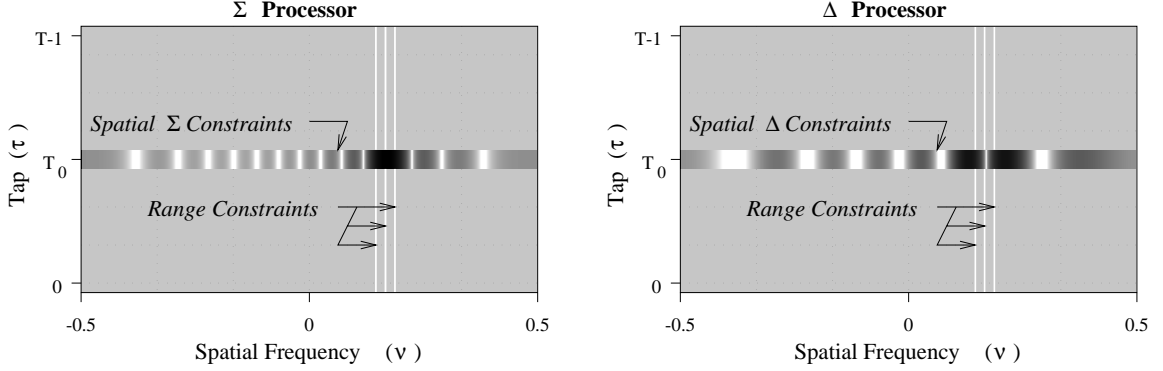 Σ Processor
T-1
Spatial Σ Constraints
T0
Range Constraints
0
Tap (τ)
-0.5 0 0.5
Spatial Frequency (ν)
Δ Processor
T-1
Spatial Δ Constraints
T0
Range Constraints
0
Tap (τ)
-0.5 0 0.5
Spatial Frequency (ν)